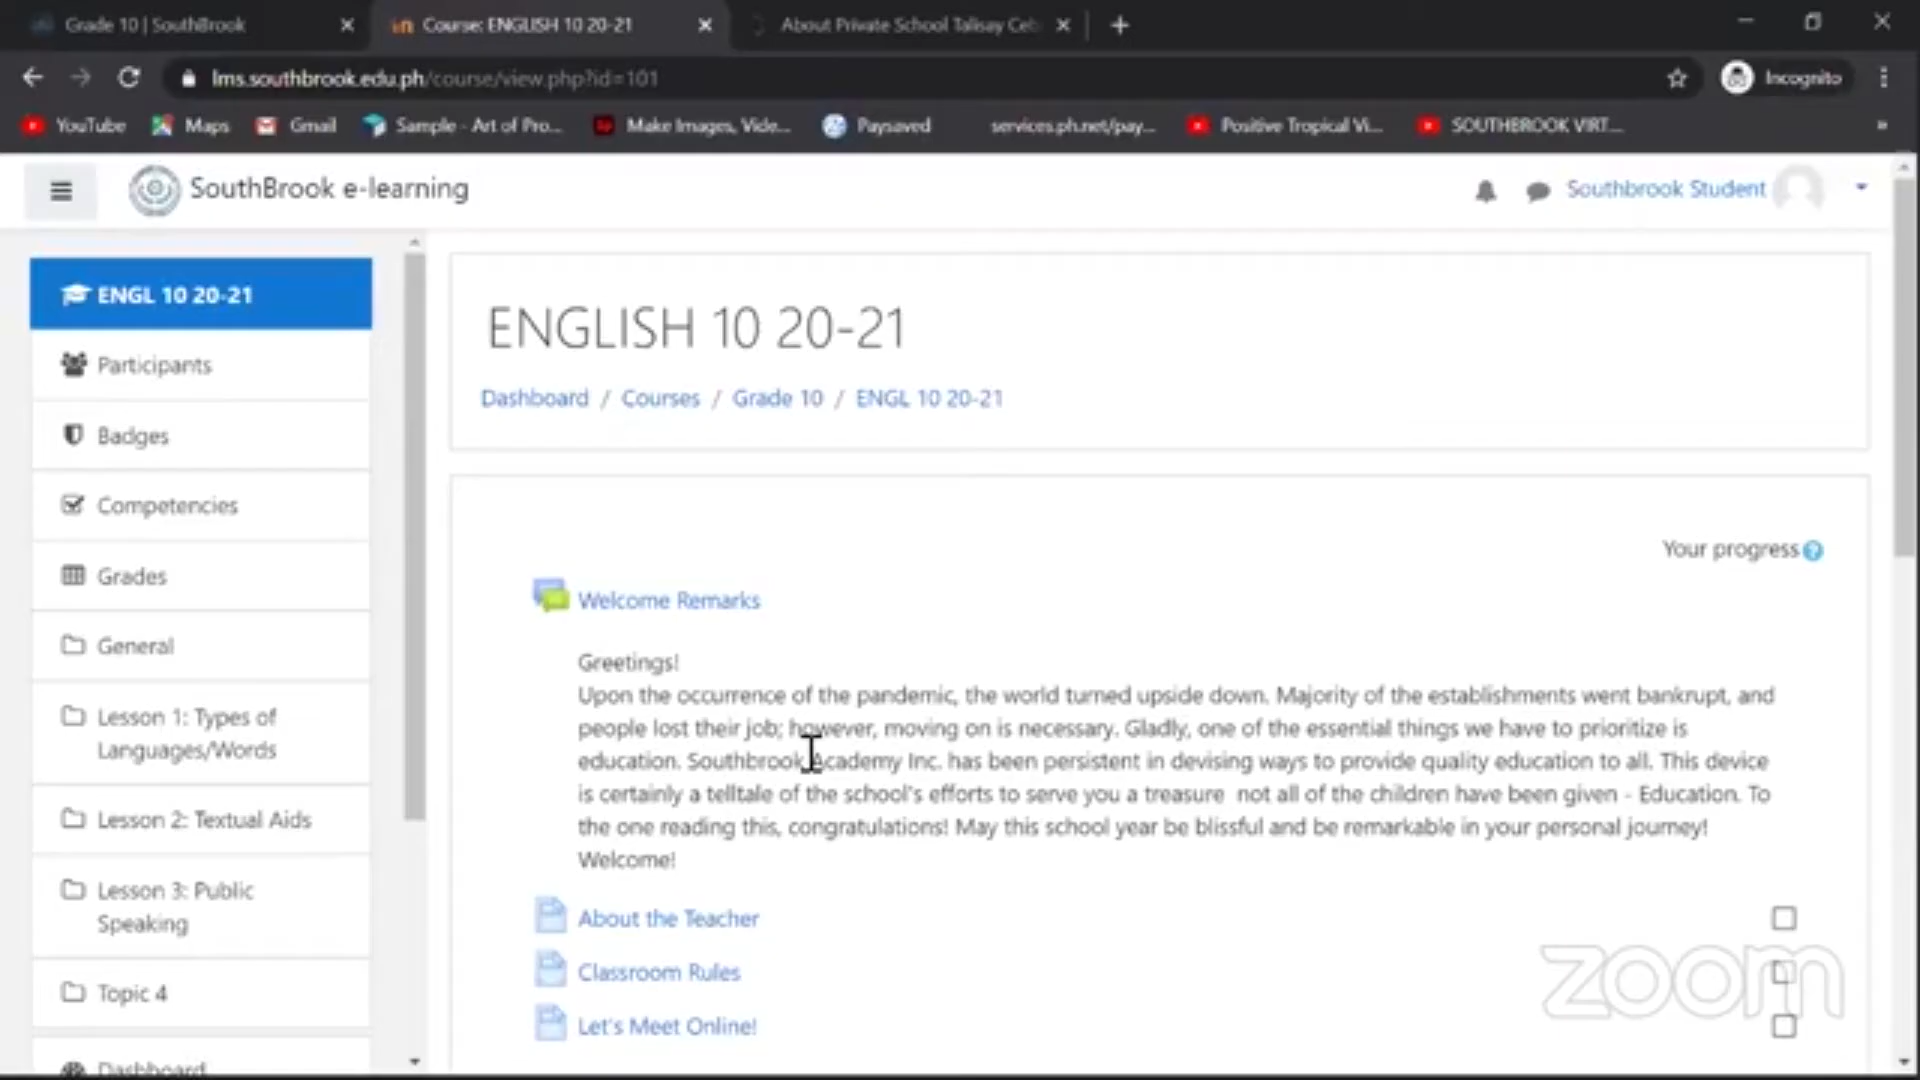 Grade 10 | SouthBrook
Course: ENGLISH 10 20-21
About Private School Talisay Ceb
lms.southbrook.edu.ph/course/view.php?id=101
Incognito
YouTube
Maps
Gmail
Sample - Art of Pro...
Make Images, Vide...
Paysaved
services.ph.net/pay...
Positive Tropical Vi...
SOUTHBROOK VIRT...
SouthBrook e-learning
Southbrook Student
ENGL 10 20-21
Participants
Badges
Competencies
Grades
General
Lesson 1: Types of
Languages/Words
Lesson 2: Textual Aids
Lesson 3: Public
Speaking
Topic 4
Dashboard
ENGLISH 10 20-21
Dashboard / Courses / Grade 10 / ENGL 10 20-21
Your progress
Welcome Remarks
Greetings!
Upon the occurrence of the pandemic, the world turned upside down. Majority of the establishments went bankrupt, and
people lost their job; however, moving on is necessary. Gladly, one of the essential things we have to prioritize is
education. Southbrook Academy Inc. has been persistent in devising ways to provide quality education to all. This device
is certainly a telltale of the school's efforts to serve you a treasure not all of the children have been given - Education. To
the one reading this, congratulations! May this school year be blissful and be remarkable in your personal journey!
Welcome!
About the Teacher
Classroom Rules
Let's Meet Online!
zoom